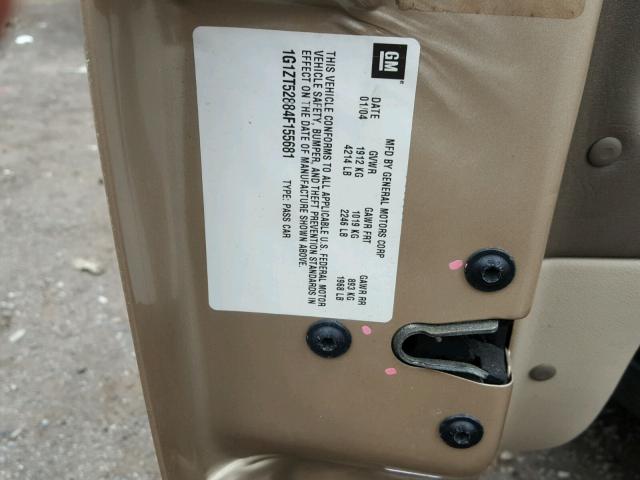 GM
MFD BY GENERAL MOTORS CORP
DATE GVWR GAWR FRT GAWR RR
01/04 1912 KG 1019 KG 893 KG
4214 LB 2246 LB 1968 LB
THIS VEHICLE CONFORMS TO ALL APPLICABLE U.S. FEDERAL MOTOR
VEHICLE SAFETY, BUMPER, AND THEFT PREVENTION STANDARDS IN
EFFECT ON THE DATE OF MANUFACTURE SHOWN ABOVE.
1G1ZT52884F155681 TYPE: PASS CAR